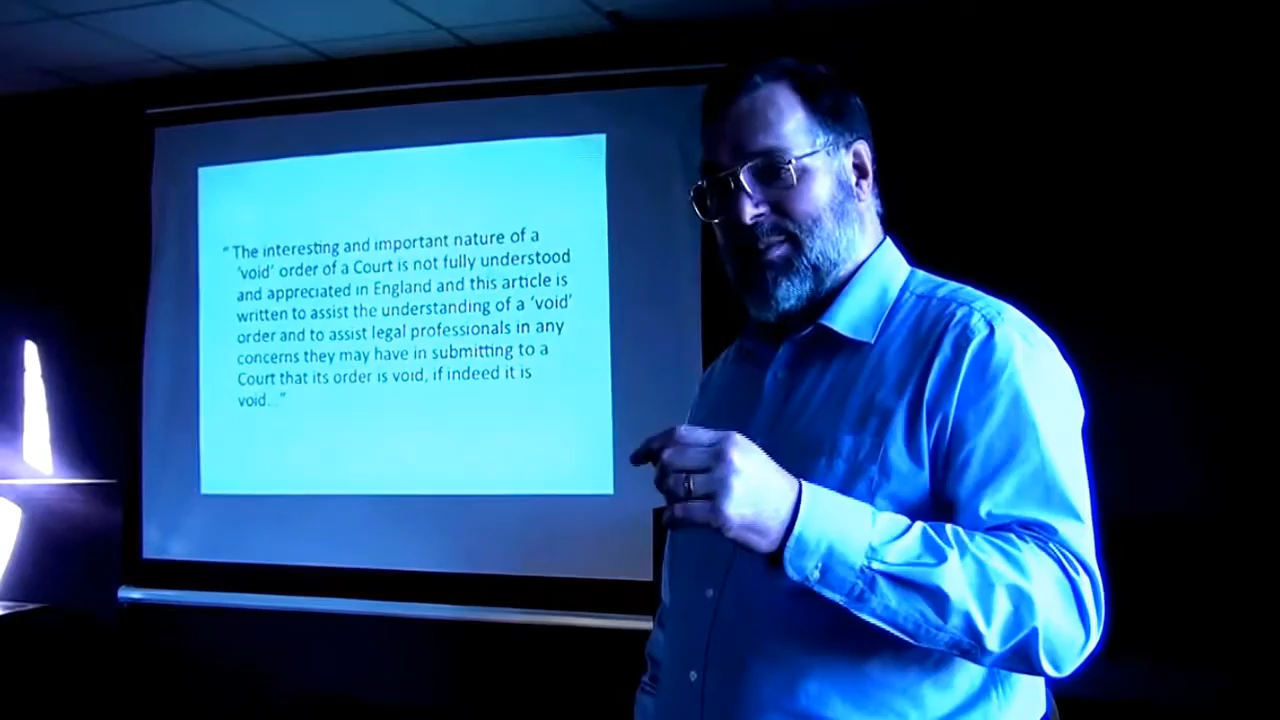 “ The interesting and important nature of a
‘void’ order of a Court is not fully understood
and appreciated in England and this article is
written to assist the understanding of a ‘void’
order and to assist legal professionals in any
concerns they may have in submitting to a
Court that its order is void, if indeed it is
void...”